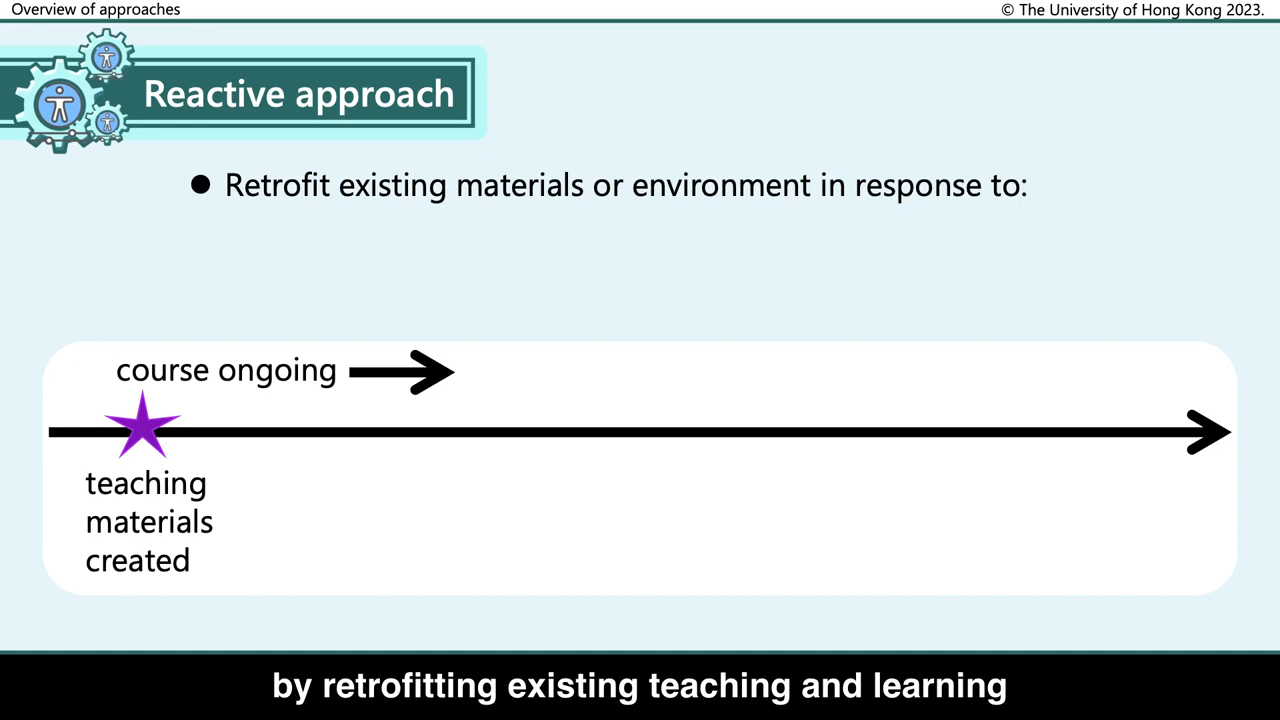 Overview of approaches
© The University of Hong Kong 2023.
Reactive approach
● Retrofit existing materials or environment in response to:
course ongoing
teaching
materials
created
by retrofitting existing teaching and learning